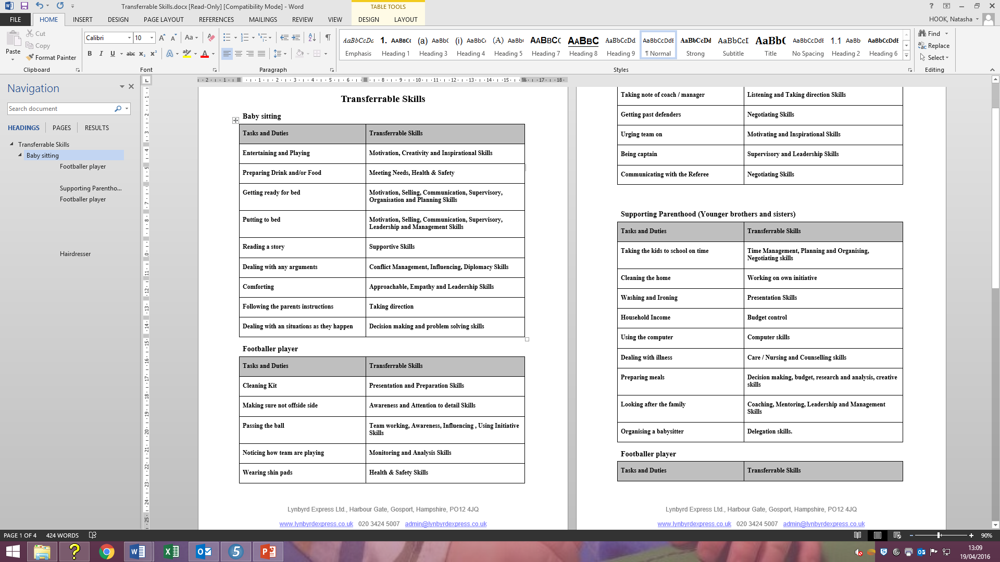 Transferrable Skills.docx [Read-Only] [Compatibility Mode] - Word
TABLE TOOLS
FILE HOME INSERT DESIGN PAGE LAYOUT REFERENCES MAILINGS REVIEW VIEW DESIGN LAYOUT
HOOK, Natasha
Paste
Cut
Copy
Format Painter
Clipboard
Calibri 10
Font
Paragraph
AaBbCcDc 1. AABBC( (a) AaBbC (i) AaBbCc (A) AaBb( AABBCC AABBC AaBbCcDd. AaBbCcDdE AaBbCcDd AaBbCcD AaBb( AaBbCcDdE 1.1 AaBb AaBbCcDdE
Emphasis Heading 1 Heading 3 Heading 4 Heading 5 Heading 7 Heading 8 Heading 9 ¶ Normal Strong Subtitle Title No Spacing Heading 2 Heading 6
Styles
Find
Replace
Select
Editing
Navigation
Search document
HEADINGS PAGES RESULTS
Transferrable Skills
Baby sitting
Footballer player
Supporting Parentho...
Footballer player
Hairdresser
Transferrable Skills
Baby sitting
Tasks and Duties Transferrable Skills
Entertaining and Playing Motivation, Creativity and Inspirational Skills
Preparing Drink and/or Food Meeting Needs, Health & Safety
Getting ready for bed Motivation, Selling, Communication, Supervisory,
Organisation and Planning Skills
Putting to bed Motivation, Selling, Communication, Supervisory,
Leadership and Management Skills
Reading a story Supportive Skills
Dealing with any arguments Conflict Management, Influencing, Diplomacy Skills
Comforting Approachable, Empathy and Leadership Skills
Following the parents instructions Taking direction
Dealing with an situations as they happen Decision making and problem solving skills
Footballer player
Tasks and Duties Transferrable Skills
Cleaning Kit Presentation and Preparation Skills
Making sure not offside side Awareness and Attention to detail Skills
Passing the ball Team working, Awareness, Influencing , Using Initiative
Skills
Noticing how team are playing Monitoring and Analysis Skills
Wearing shin pads Health & Safety Skills
Lynbyrd Express Ltd., Harbour Gate, Gosport, Hampshire, PO12 4JQ
www.lynbyrdexpress.co.uk 020 3424 5007 admin@lynbyrdexpress.co.uk
Taking note of coach / manager Listening and Taking direction Skills
Getting past defenders Negotiating Skills
Urging team on Motivating and Inspirational Skills
Being captain Supervisory and Leadership Skills
Communicating with the Referee Negotiating Skills
Supporting Parenthood (Younger brothers and sisters)
Tasks and Duties Transferrable Skills
Taking the kids to school on time Time Management, Planning and Organising,
Negotiating skills
Cleaning the home Working on own initiative
Washing and Ironing Presentation Skills
Household Income Budget control
Using the computer Computer skills
Dealing with illness Care / Nursing and Counselling skills
Preparing meals Decision making, budget, research and analysis, creative
skills
Looking after the family Coaching, Mentoring, Leadership and Management
Skills
Organising a babysitter Delegation skills.
Footballer player
Tasks and Duties Transferrable Skills
Lynbyrd Express Ltd., Harbour Gate, Gosport, Hampshire, PO12 4JQ
www.lynbyrdexpress.co.uk 020 3424 5007 admin@lynbyrdexpress.co.uk
PAGE 1 OF 4 424 WORDS
90%
13:09
19/04/2016